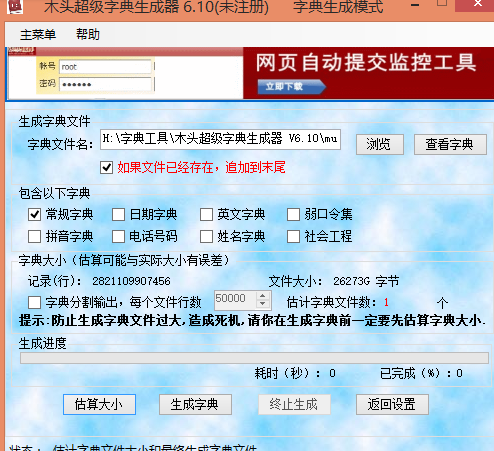 木头超级字典生成器 6.10(未注册) 字典生成模式
主菜单 帮助
帐号 root
密码 ●●●●●●
网页自动提交监控工具
立即下载
生成字典文件
字典文件名: H:\字典工具\木头超级字典生成器 V6.10\mu 浏览 查看字典
如果文件已经存在,追加到末尾
包含以下字典
常规字典 日期字典 英文字典 弱口令集
拼音字典 电话号码 姓名字典 社会工程
字典大小(估算可能与实际大小有误差)
记录(行): 2821109907456 文件大小: 26273G 字节
字典分割输出,每个文件行数 50000 估计字典文件数: 1 个
提示:防止生成字典文件过大,造成死机,请你在生成字典前一定要先估算字典大小.
生成进度
耗时(秒): 0 已完成(%): 0
估算大小 生成字典 终止生成 返回设置
状态: 估计字典文件大小和最终生成字典文件